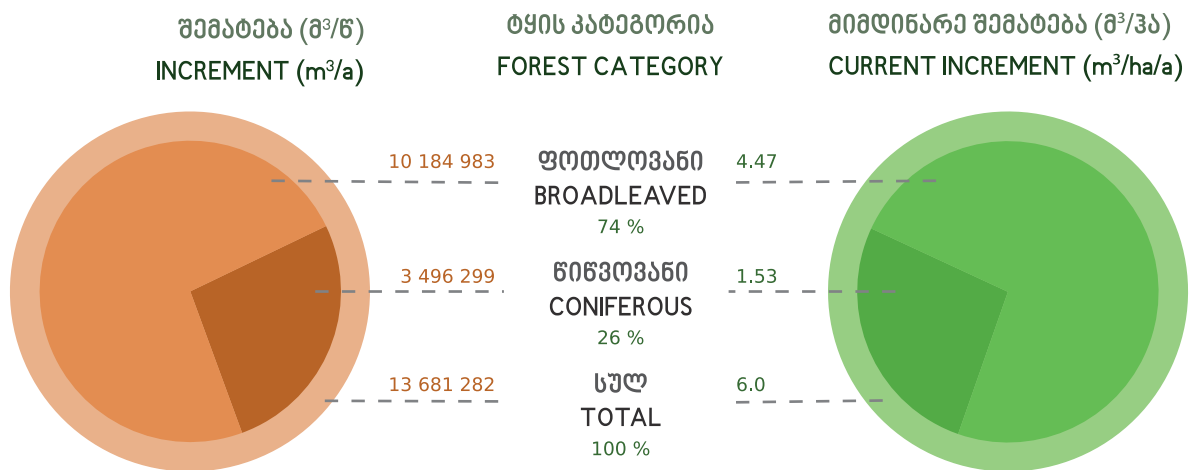 შემატება (მ³/წ)
INCREMENT (m³/a)
ტყის კატეგორია
FOREST CATEGORY
მიმდინარე შემატება (მ³/ჰა)
CURRENT INCREMENT (m³/ha/a)
10 184 983
ფოთლოვანი
4.47
BROADLEAVED
74 %
3 496 299
წიწვოვანი
1.53
CONIFEROUS
26 %
13 681 282
სულ
6.0
TOTAL
100 %